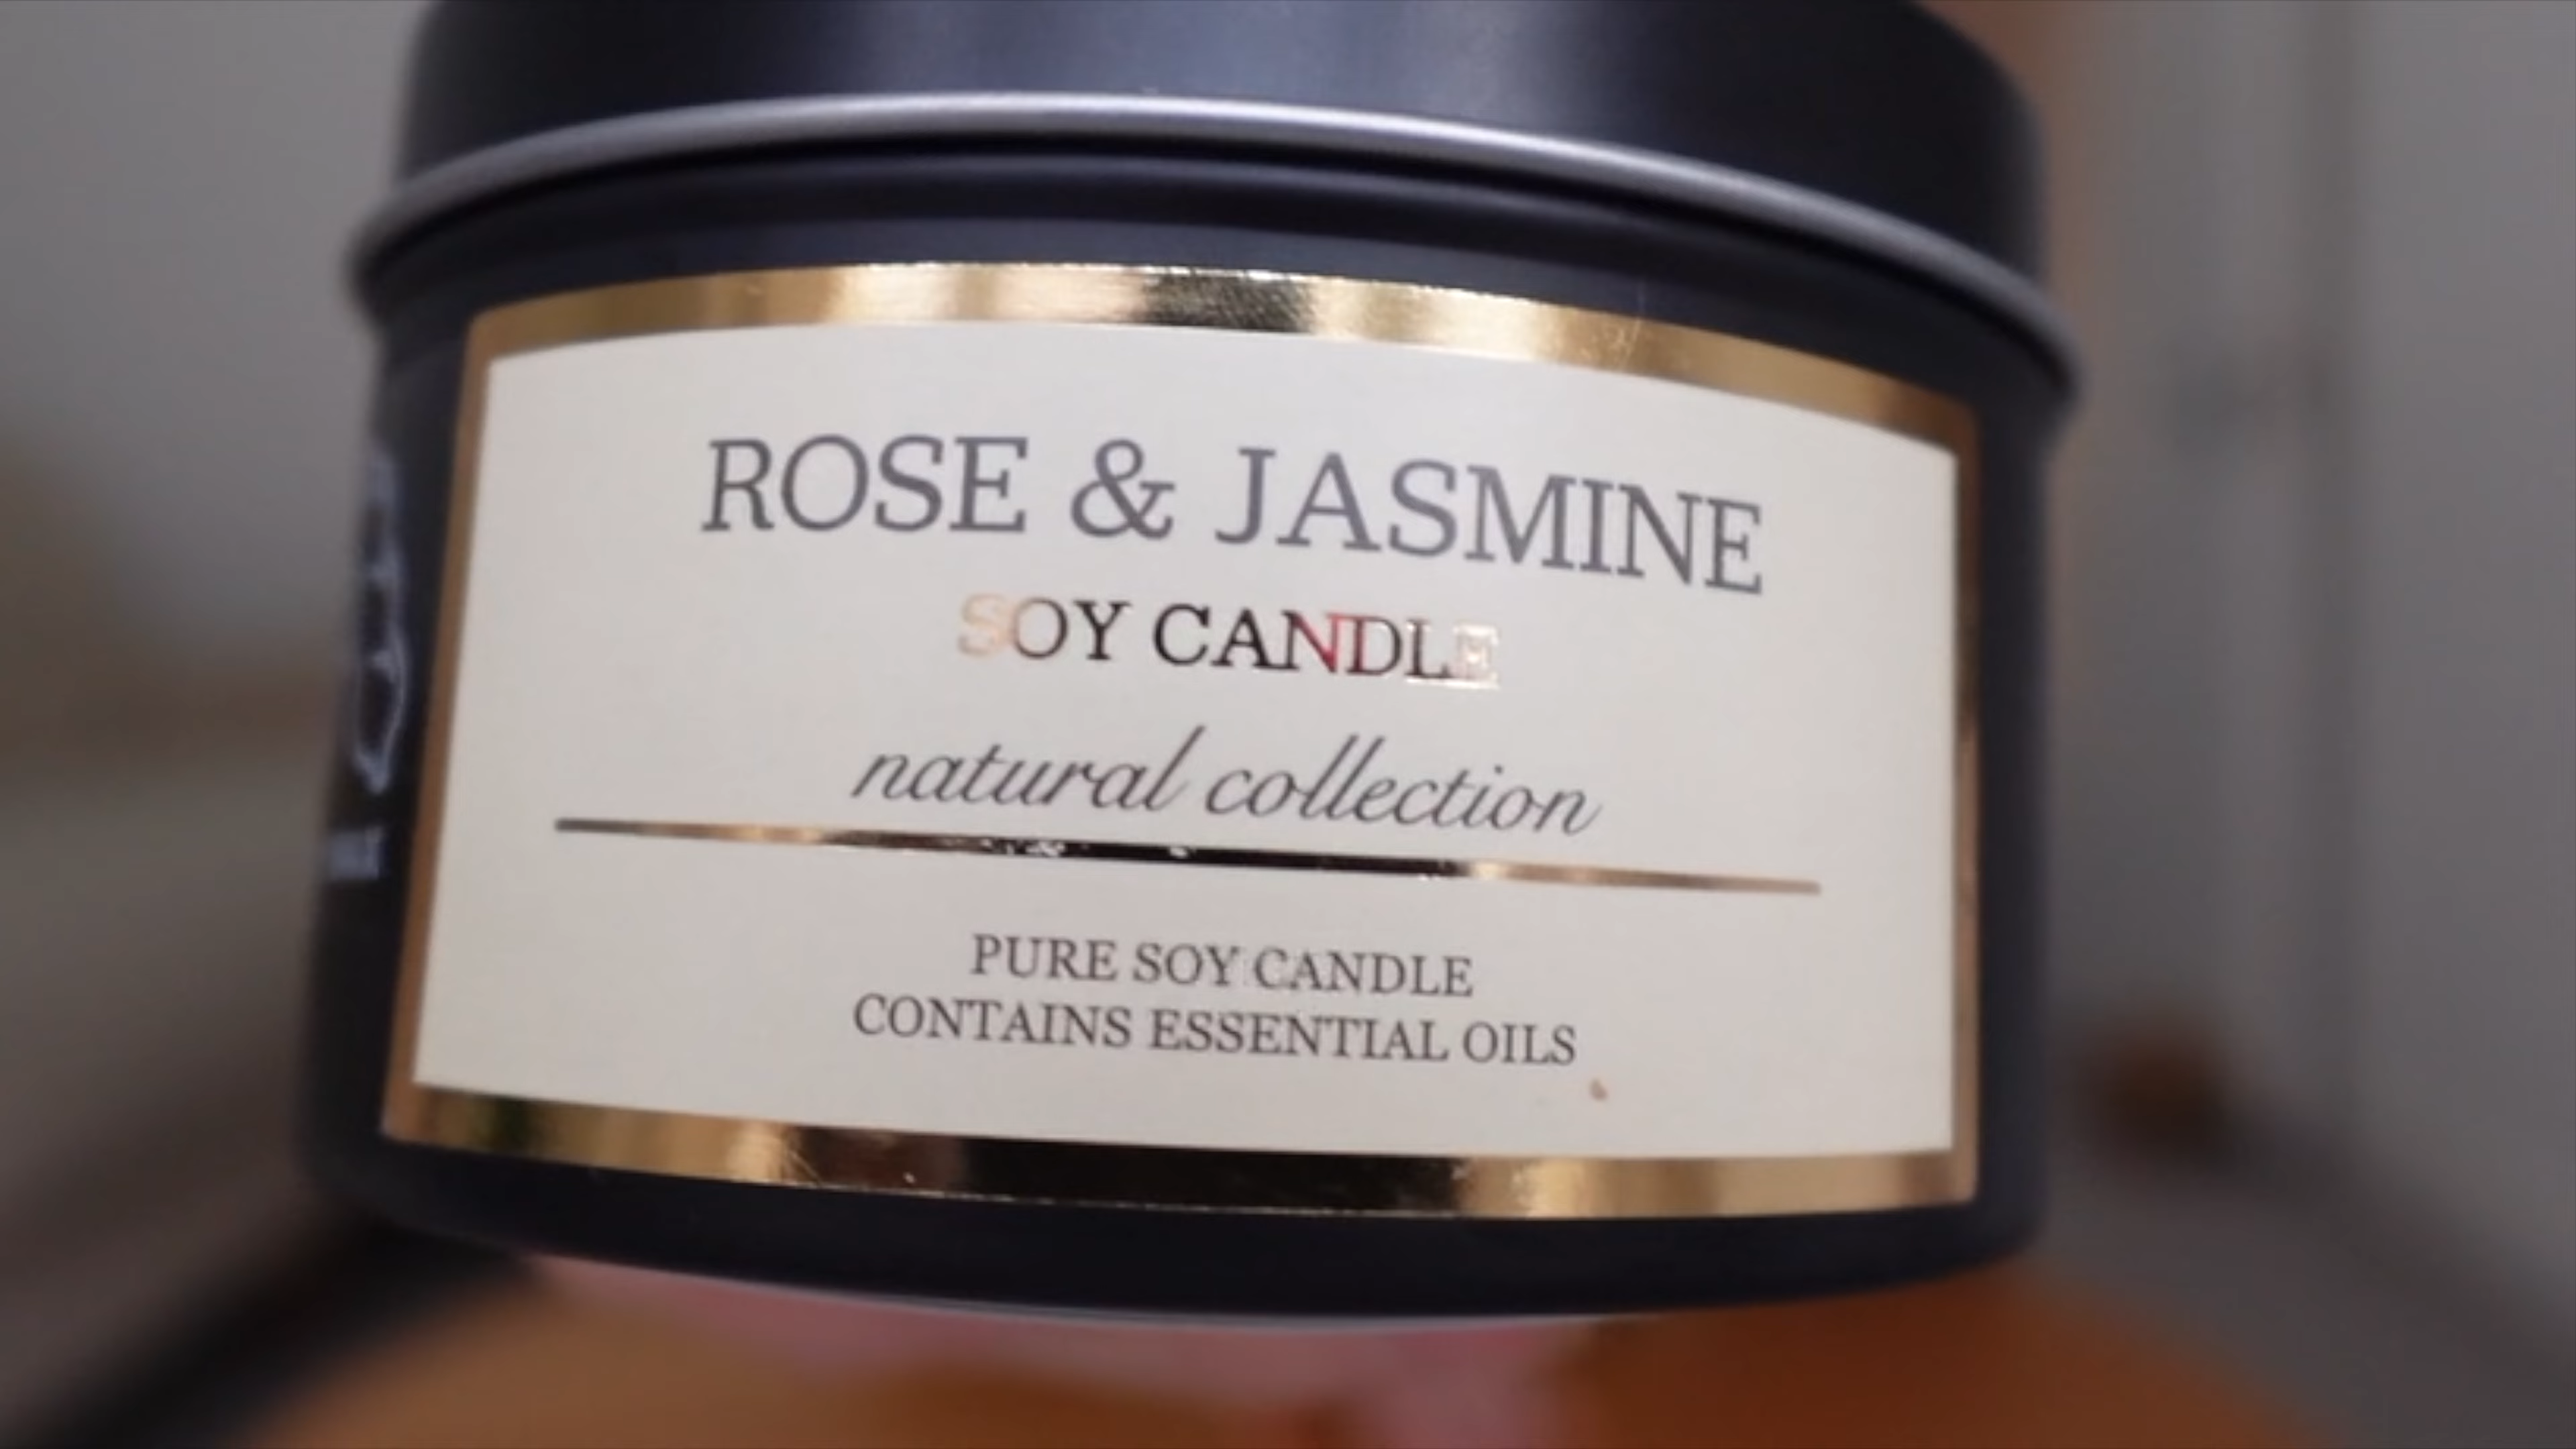 ROSE & JASMINE
SOY CANDLE
natural collection
PURE SOY CANDLE
CONTAINS ESSENTIAL OILS